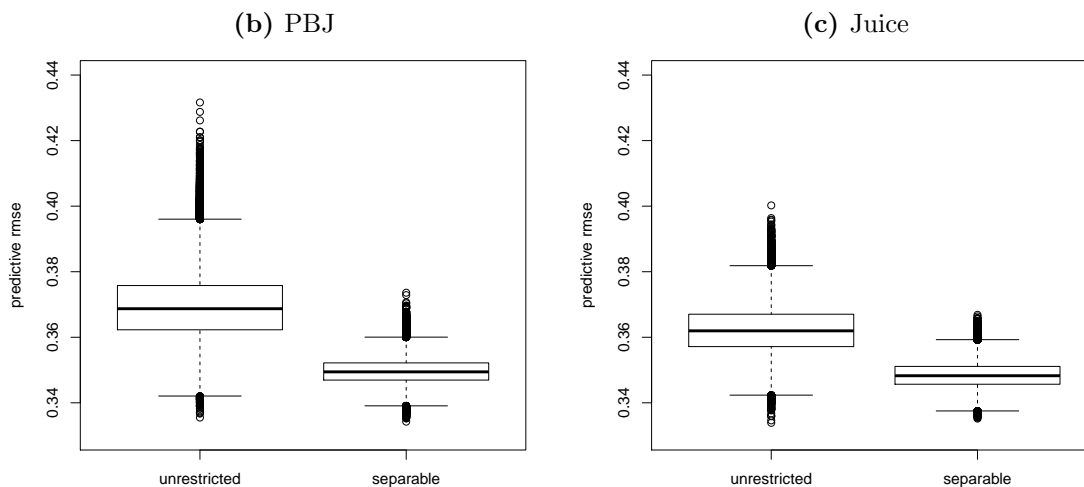 (b) PBJ
predictive rmse
0.44
0.42
0.40
0.38
0.36
0.34
unrestricted
separable
(c) Juice
predictive rmse
0.44
0.42
0.40
0.38
0.36
0.34
unrestricted
separable